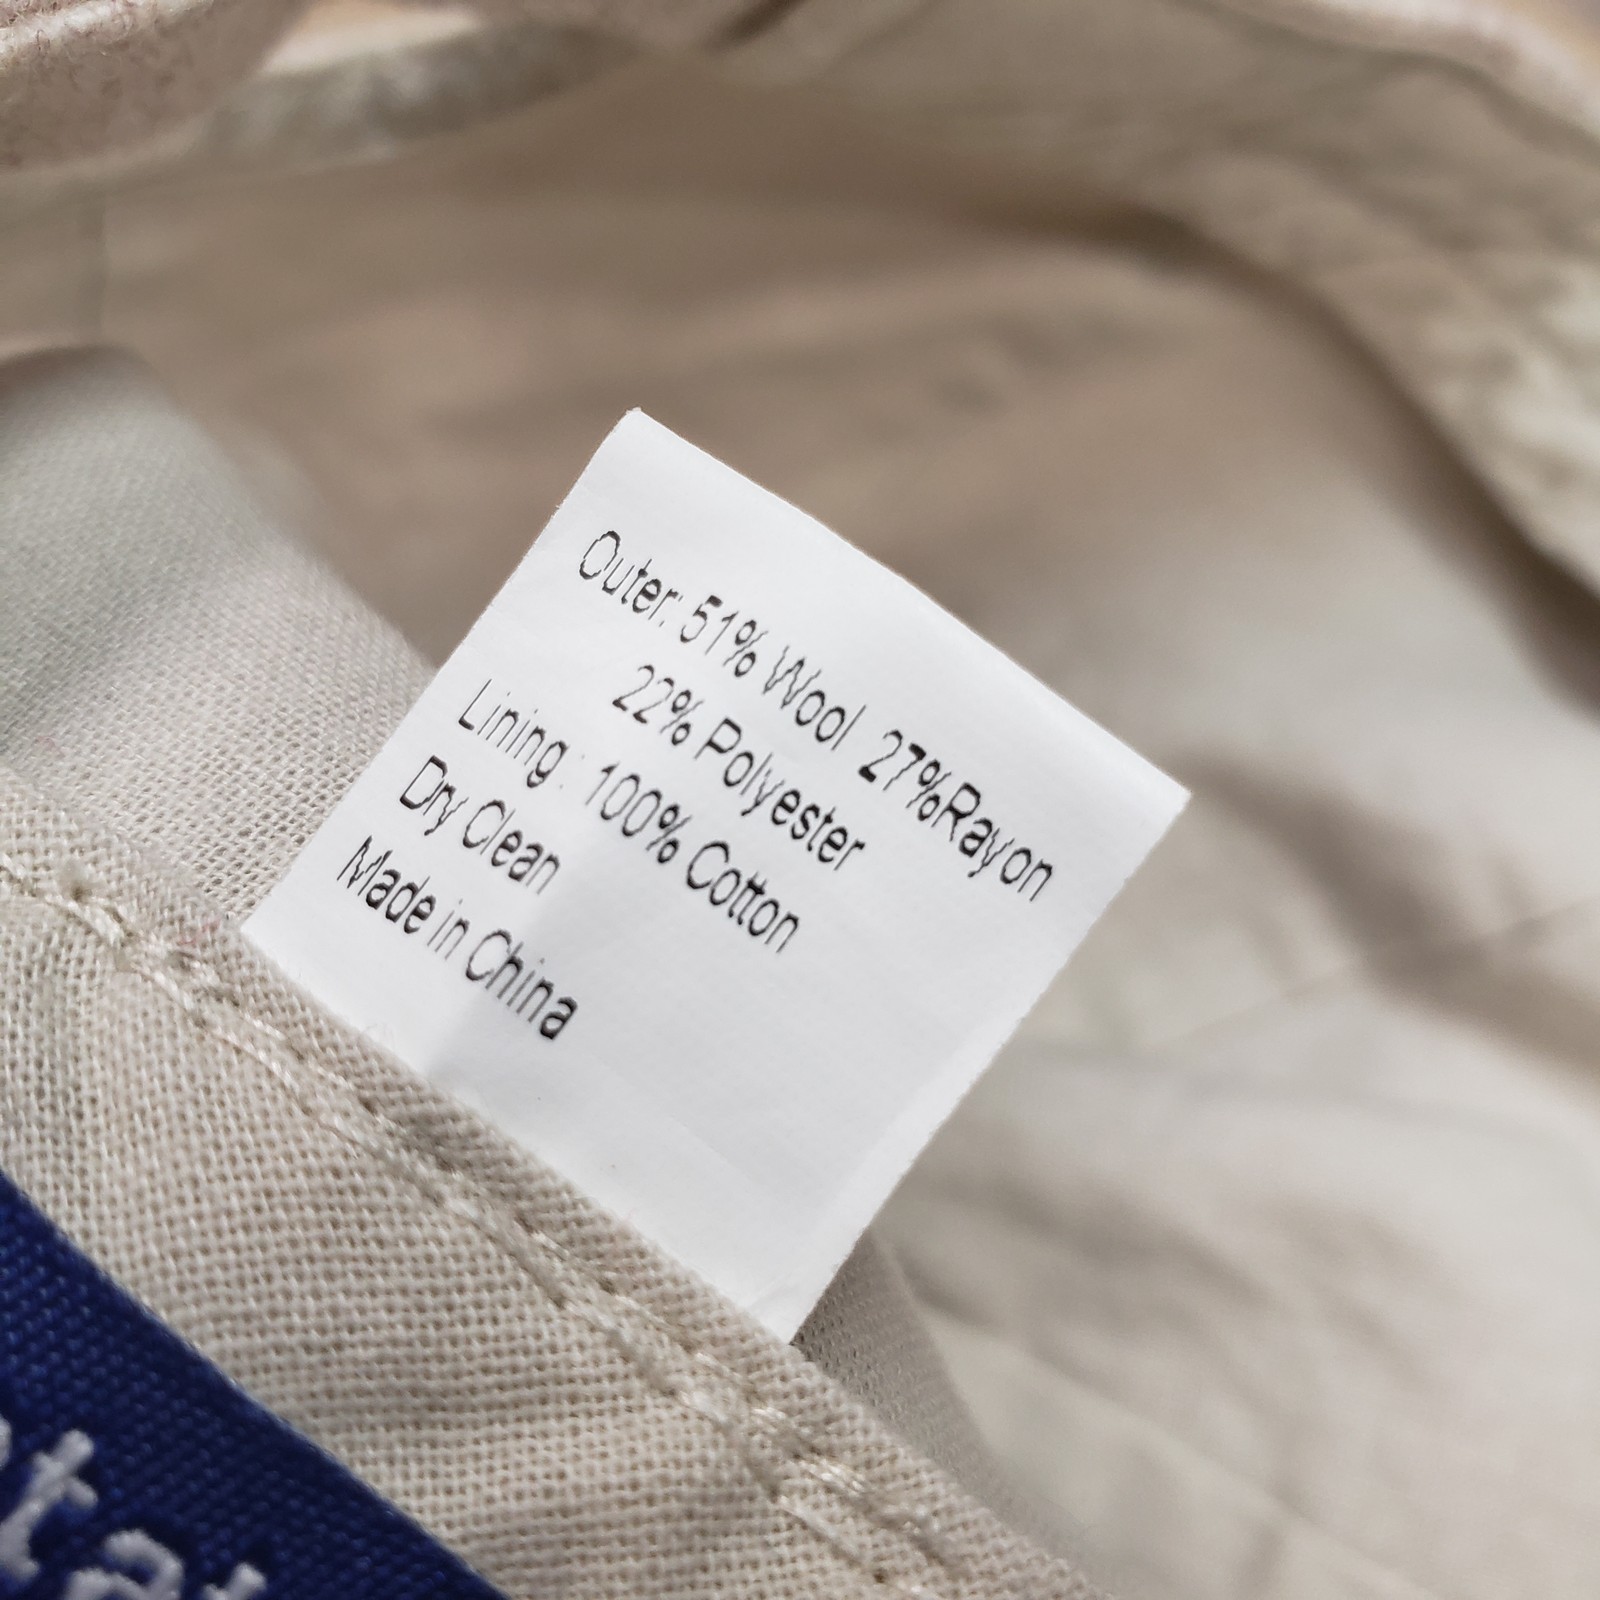 Outer: 51% Wool 27%Rayon
22% Polyester
Lining : 100% Cotton
Dry Clean
Made in China